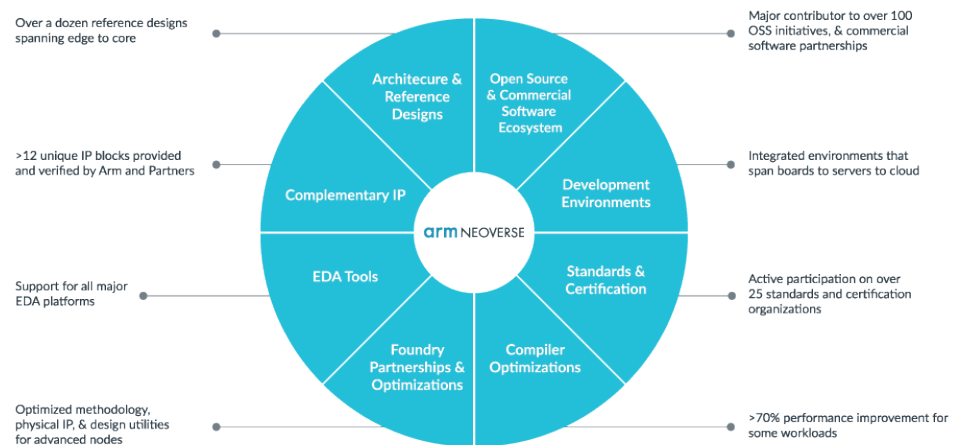 Over a dozen reference designs
spanning edge to core
Major contributor to over 100
OSS initiatives, & commercial
software partnerships
Architecure &
Reference
Designs
Open Source
& Commercial
Software
Ecosystem
>12 unique IP blocks provided
and verified by Arm and Partners
Integrated environments that
span boards to servers to cloud
Complementary IP
Development
Environments
arm NEOVERSE
EDA Tools
Standards &
Certification
Support for all major
EDA platforms
Active participation on over
25 standards and certification
organizations
Foundry
Partnerships &
Optimizations
Compiler
Optimizations
Optimized methodology,
physical IP, & design utilities
for advanced nodes
>70% performance improvement for
some workloads